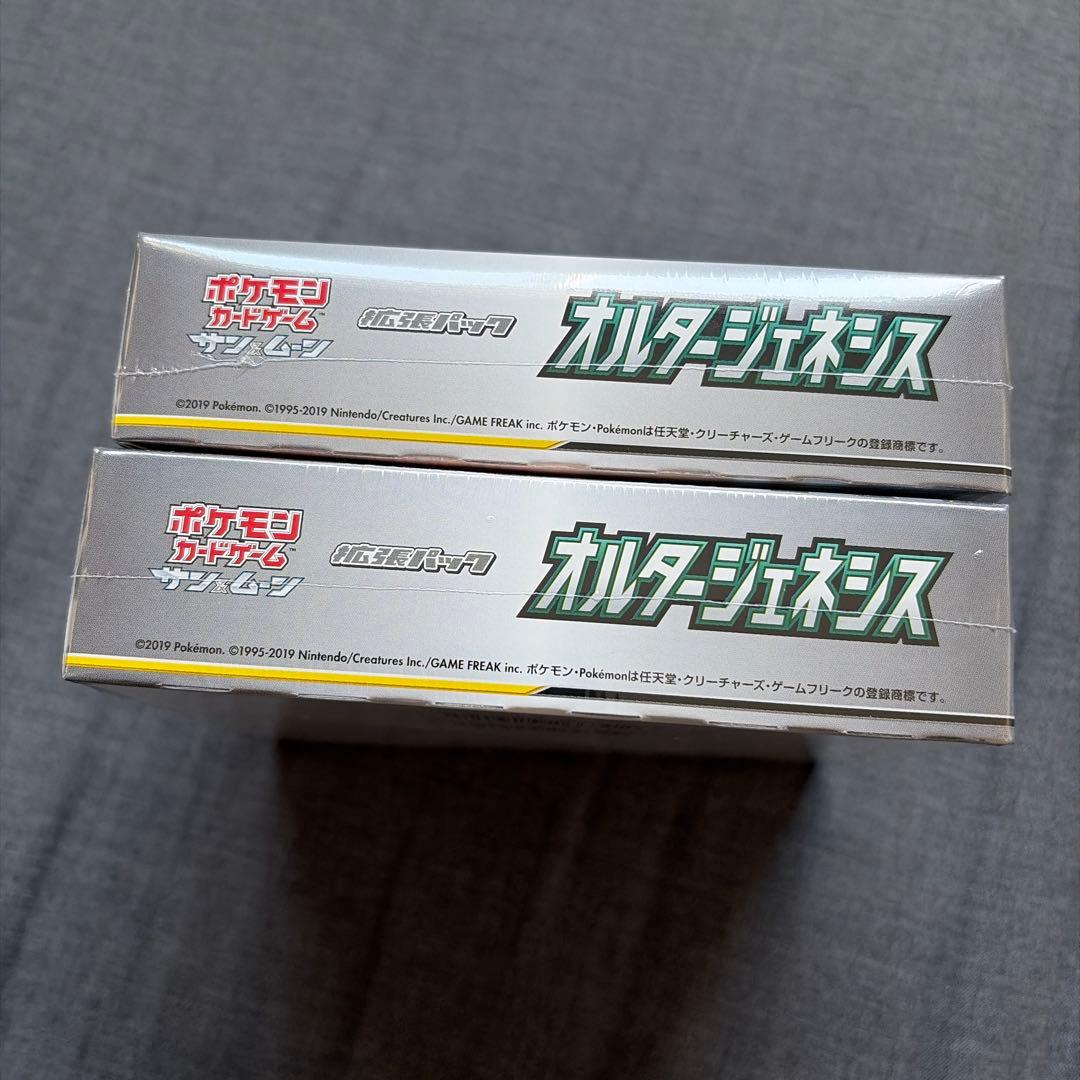 ポケモン
カードゲーム™
サン&ムーン
拡張パック
オルタージェネシス
©2019 Pokémon. ©1995-2019 Nintendo/Creatures Inc./GAME FREAK inc. ポケモン・Pokémonは任天堂・クリーチャーズ・ゲームフリークの登録商標です。
ポケモン
カードゲーム™
サン&ムーン
拡張パック
オルタージェネシス
©2019 Pokémon. ©1995-2019 Nintendo/Creatures Inc./GAME FREAK inc. ポケモン・Pokémonは任天堂・クリーチャーズ・ゲームフリークの登録商標です。